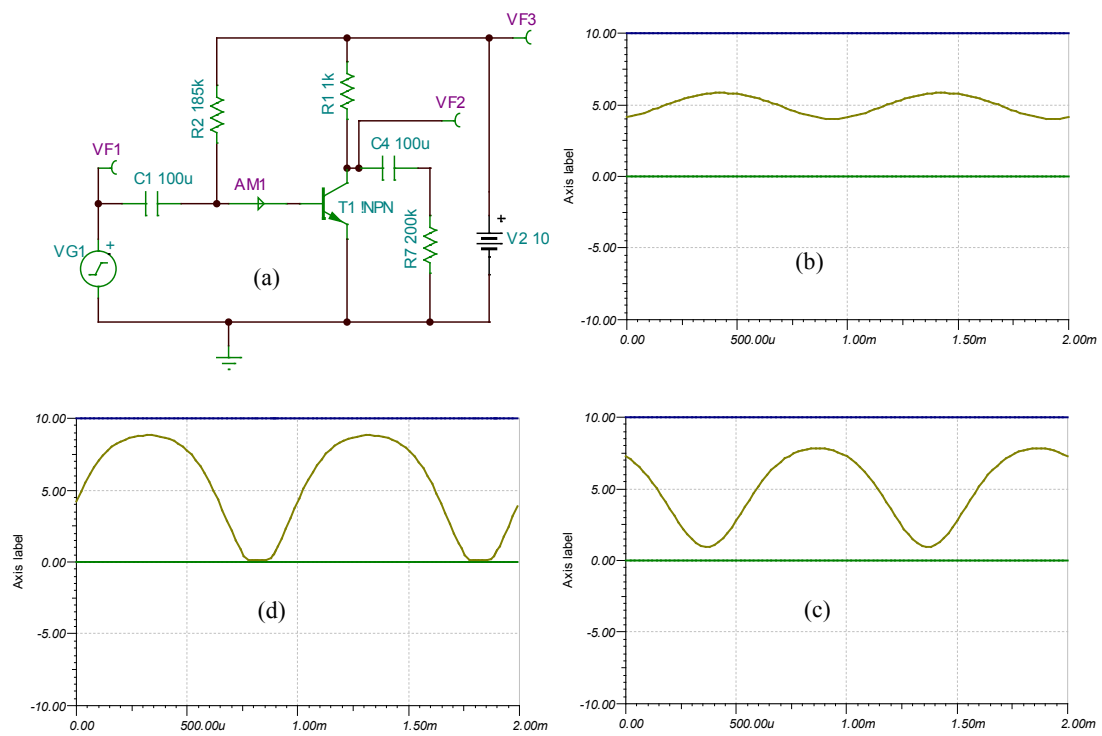 VF3
R2 185k
R1 1k
VF2
VF1
C1 100u
C4 100u
AM1
T1 !NPN
R7 200k
+
V2 10
VG1
+
(a)
10.00
5.00
0.00
-5.00
-10.00
Axis label
0.00 500.00u 1.00m 1.50m 2.00m
(b)
10.00
5.00
0.00
-5.00
-10.00
Axis label
0.00 500.00u 1.00m 1.50m 2.00m
(d)
10.00
5.00
0.00
-5.00
-10.00
Axis label
0.00 500.00u 1.00m 1.50m 2.00m
(c)